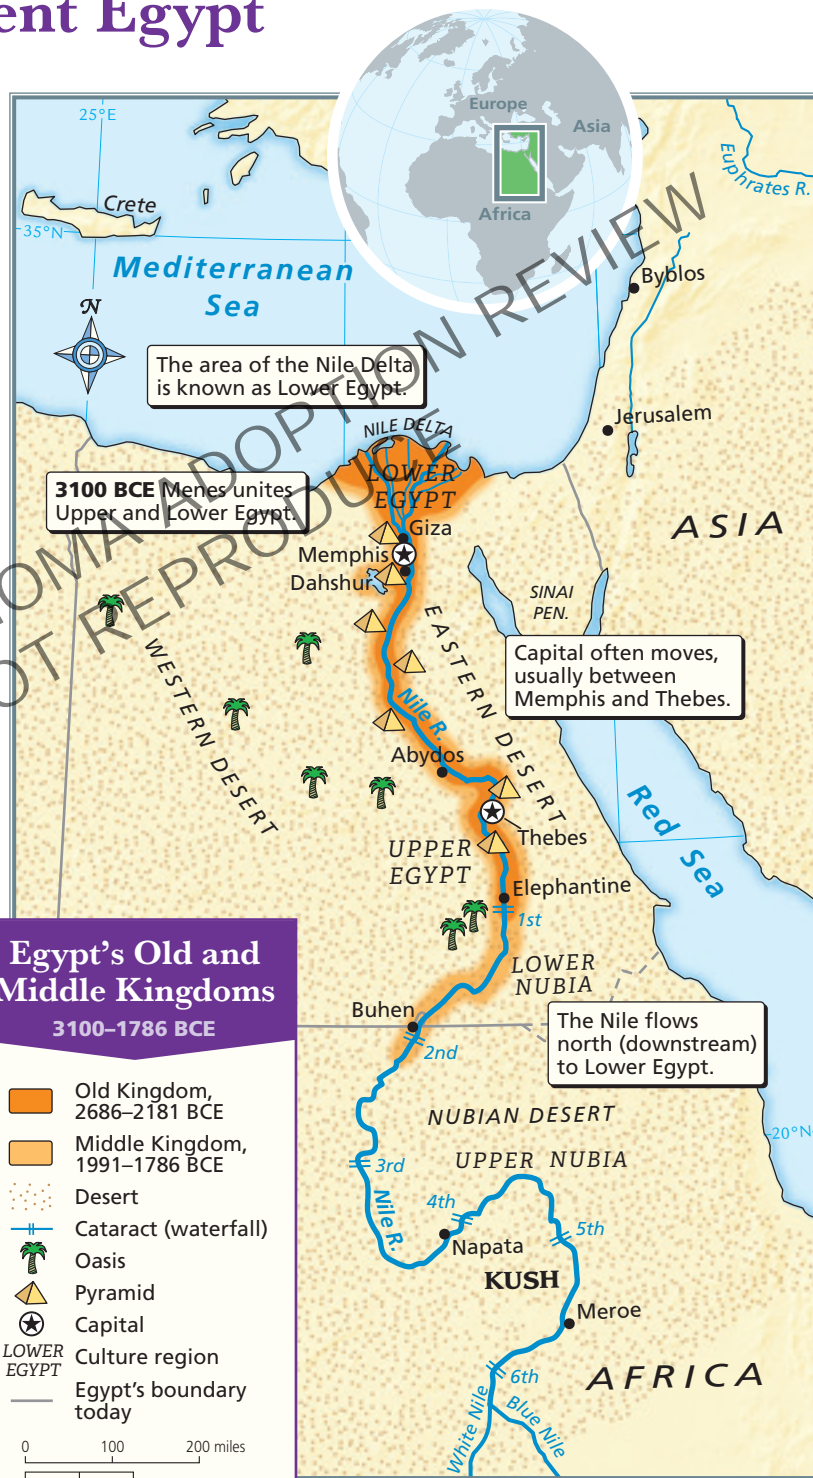 ent Egypt
25°E
Europe
Asia
Africa
Euphrates R.
Crete
35°N
Mediterranean
Sea
Byblos
N
The area of the Nile Delta
is known as Lower Egypt.
Jerusalem
NILE DELTA
LOWER
EGYPT
3100 BCE Menes unites
Upper and Lower Egypt.
Giza
Memphis
Dahshur
ASIA
SINAI
PEN.
EASTERN DESERT
WESTERN DESERT
Capital often moves,
usually between
Memphis and Thebes.
Nile R.
Abydos
Red Sea
Thebes
UPPER
EGYPT
Elephantine
1st
LOWER
NUBIA
Buhen
2nd
The Nile flows
north (downstream)
to Lower Egypt.
NUBIAN DESERT
20°N
UPPER NUBIA
3rd
4th
Nile R.
5th
Napata
KUSH
Meroe
6th
AFRICA
White Nile
Blue Nile
Egypt's Old and
Middle Kingdoms
3100–1786 BCE
Old Kingdom,
2686–2181 BCE
Middle Kingdom,
1991–1786 BCE
Desert
Cataract (waterfall)
Oasis
Pyramid
Capital
LOWER
EGYPT
Culture region
Egypt's boundary
today
0 100 200 miles
OMA ADOPTION REVIEW
OT REPRODUCE